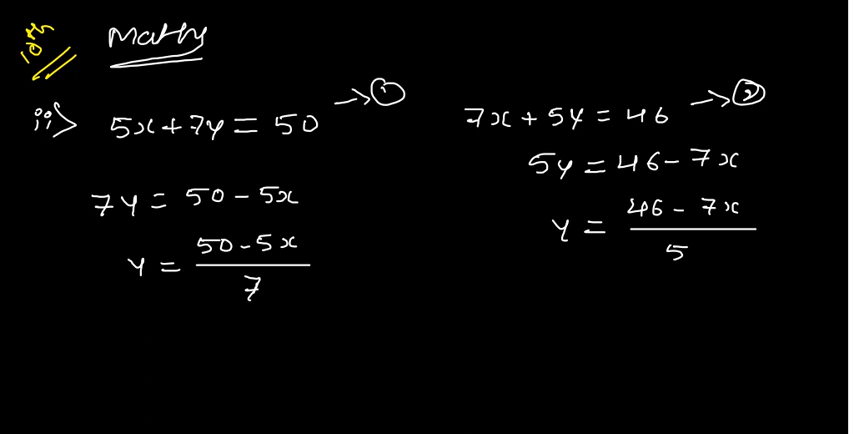 10th
Maths
ii>
5x+7y = 50 → ①
7y = 50 - 5x
y = 50-5x / 7
7x + 5y = 46 → ②
5y = 46 - 7x
y = 46 - 7x / 5